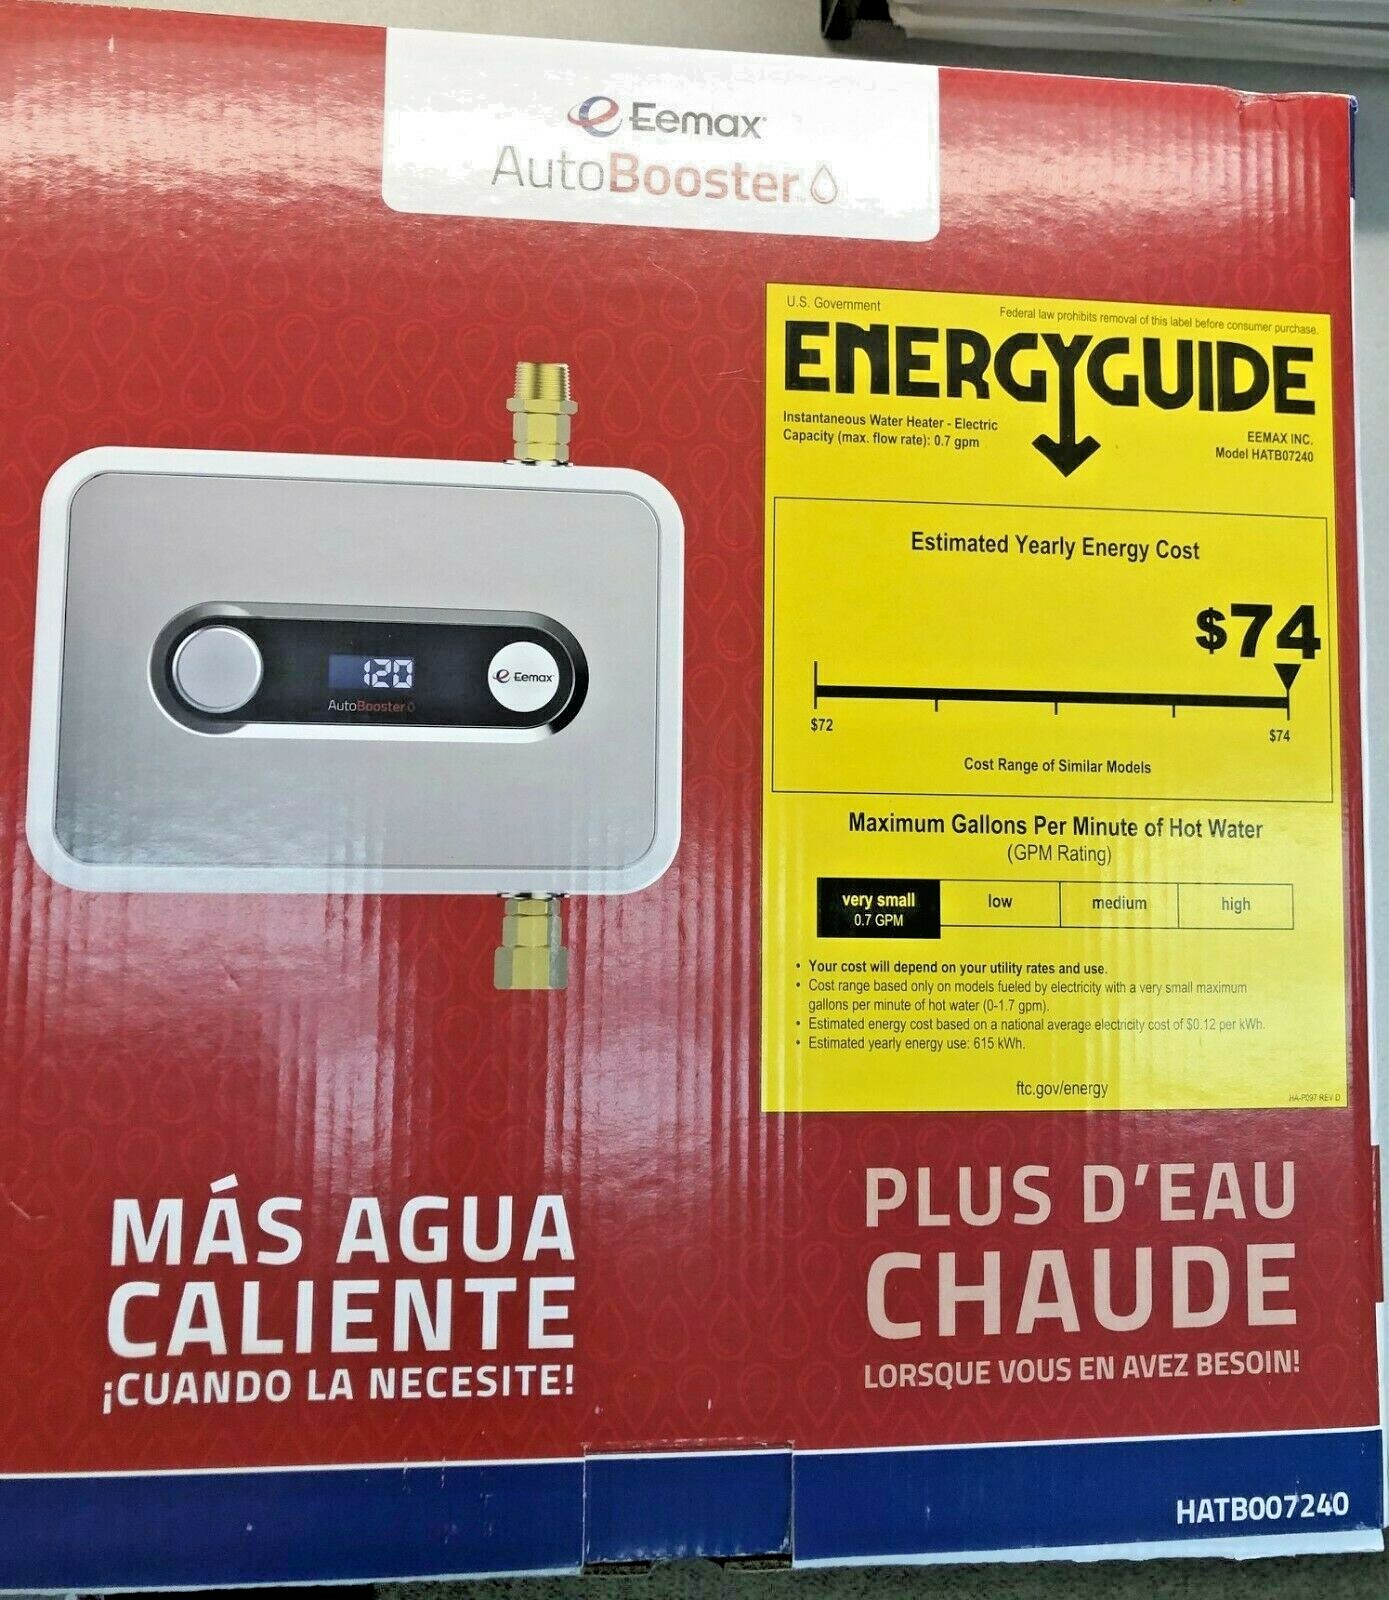 Eemax
AutoBooster
U.S. Government
Federal law prohibits removal of this label before consumer purchase.
ENERGYGUIDE
Instantaneous Water Heater - Electric
Capacity (max. flow rate): 0.7 gpm
EEMAX INC.
Model HATB07240
Estimated Yearly Energy Cost
$74
$72
$74
Cost Range of Similar Models
Maximum Gallons Per Minute of Hot Water
(GPM Rating)
very small
0.7 GPM
low
medium
high
• Your cost will depend on your utility rates and use.
• Cost range based only on models fueled by electricity with a very small maximum
gallons per minute of hot water (0-1.7 gpm).
• Estimated energy cost based on a national average electricity cost of $0.12 per kWh.
• Estimated yearly energy use: 615 kWh.
ftc.gov/energy
HA-P097 REV D
120
AutoBooster
Eemax
MÁS AGUA
CALIENTE
¡CUANDO LA NECESITE!
PLUS D'EAU
CHAUDE
LORSQUE VOUS EN AVEZ BESOIN!
HATB007240